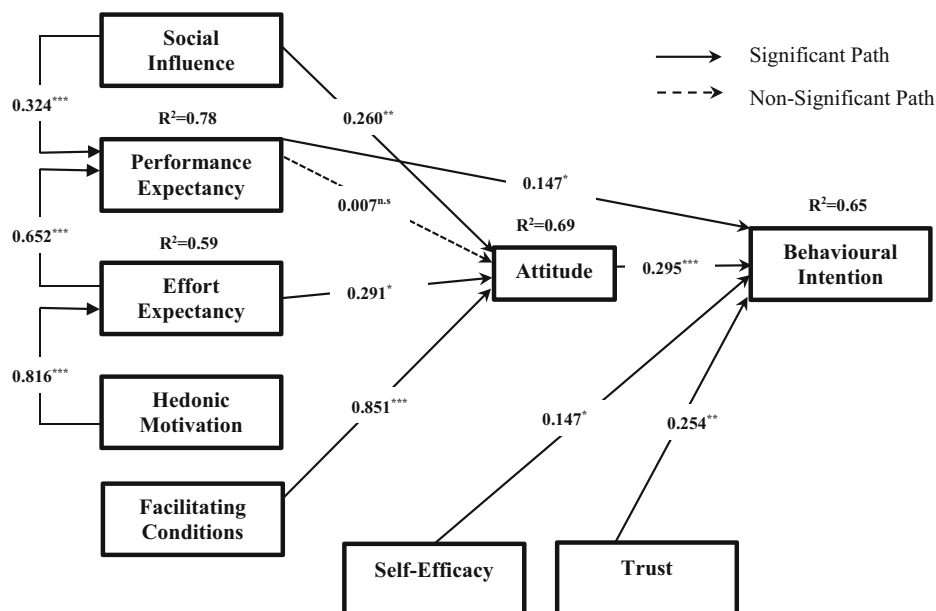 Social
Influence
Significant Path
Non-Significant Path
0.324***
0.260**
R²=0.78
Performance
Expectancy
0.147*
0.007n.s
R²=0.69
R²=0.65
0.652***
R²=0.59
Attitude
0.295***
Behavioural
Intention
Effort
Expectancy
0.291*
0.816***
Hedonic
Motivation
0.851***
0.147*
0.254**
Facilitating
Conditions
Self-Efficacy
Trust